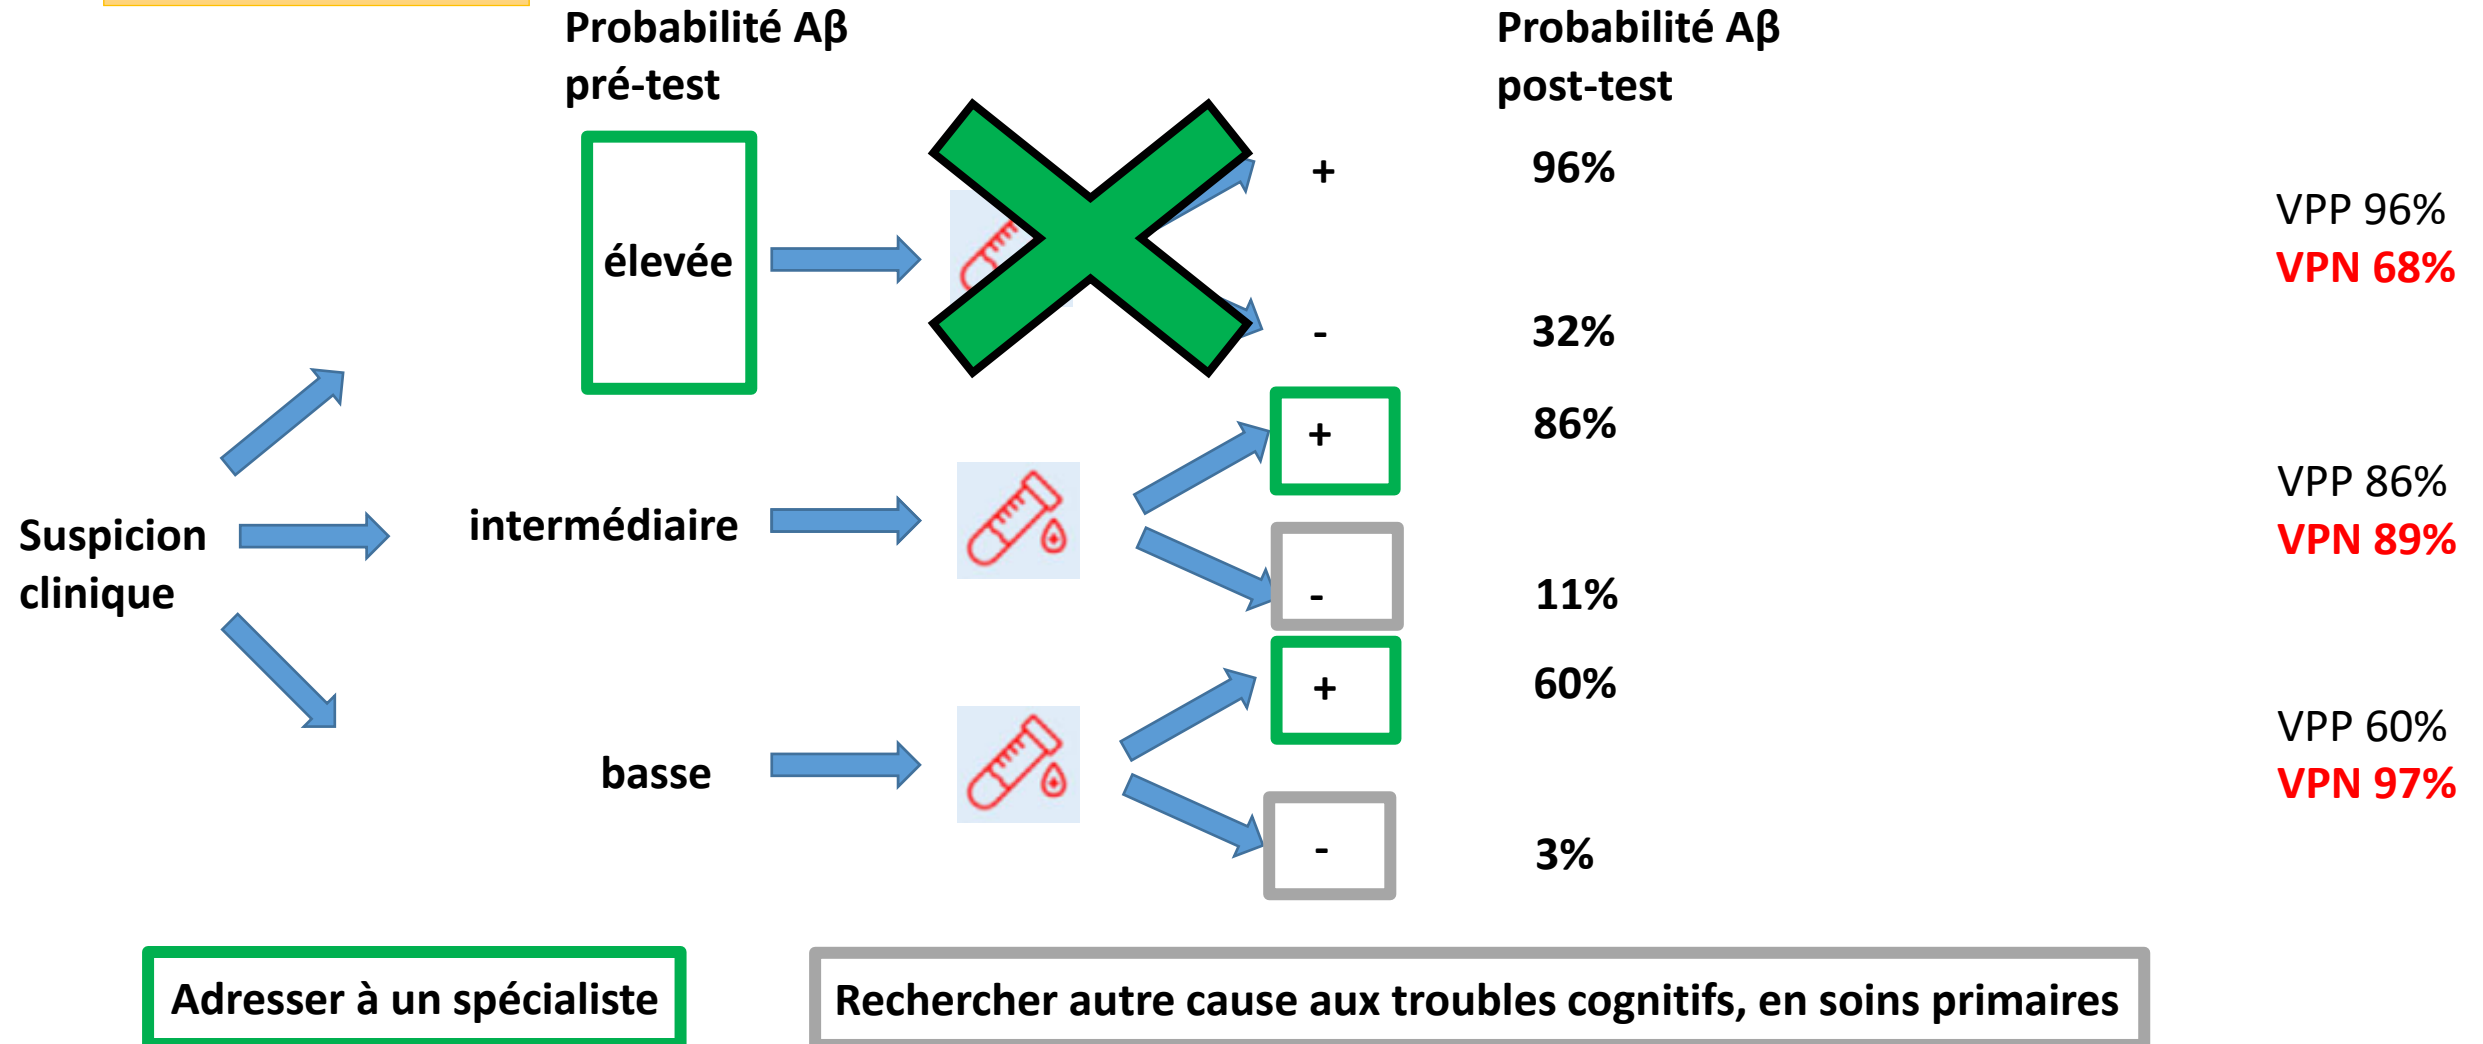 Probabilité Aβ
pré-test
Probabilité Aβ
post-test
élevée
+
96%
-
32%
VPP 96%
VPN 68%
Suspicion
clinique
intermédiaire
+
86%
-
11%
VPP 86%
VPN 89%
basse
+
60%
-
3%
VPP 60%
VPN 97%
Adresser à un spécialiste
Rechercher autre cause aux troubles cognitifs, en soins primaires